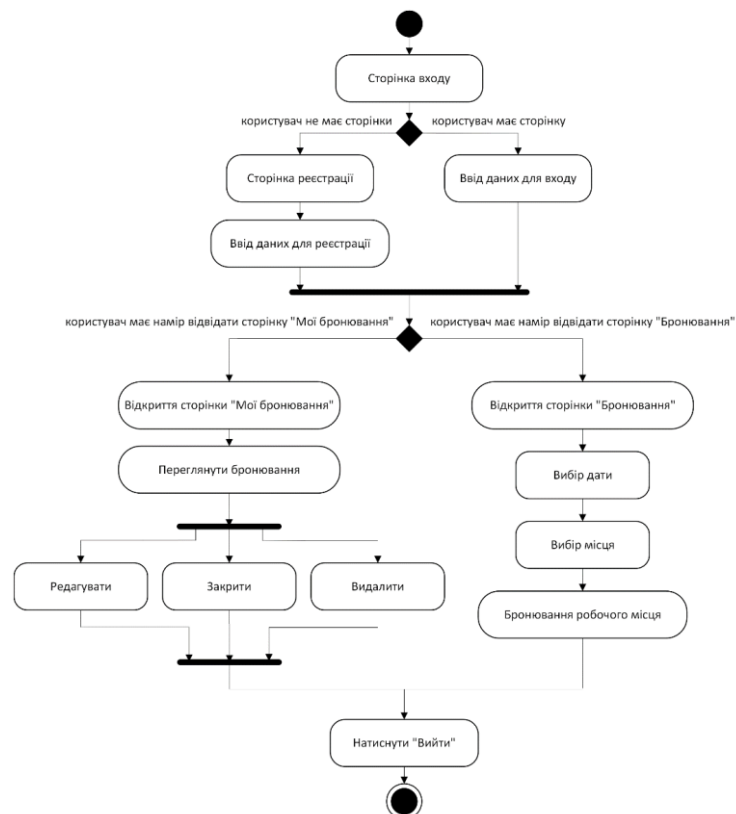 Сторінка входу
користувач не має сторінки
користувач має сторінку
Сторінка реєстрації
Ввід даних для входу
Ввід даних для реєстрації
користувач має намір відвідати сторінку "Мої бронювання"
користувач має намір відвідати сторінку "Бронювання"
Відкриття сторінки "Мої бронювання"
Відкриття сторінки "Бронювання"
Переглянути бронювання
Вибір дати
Вибір місця
Редагувати
Закрити
Видалити
Бронювання робочого місця
Натиснути "Вийти"